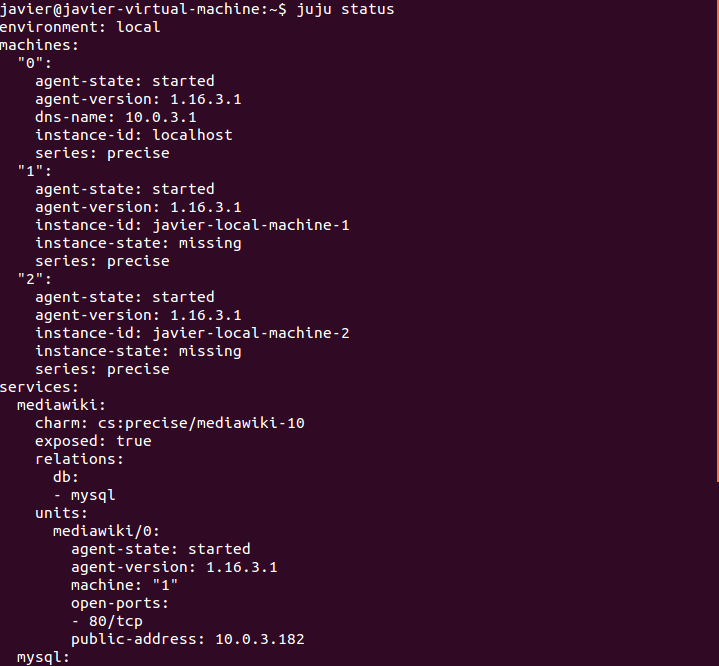 javier@javier-virtual-machine:~$ juju status
environment: local
machines:
  "0":
    agent-state: started
    agent-version: 1.16.3.1
    dns-name: 10.0.3.1
    instance-id: localhost
    series: precise
  "1":
    agent-state: started
    agent-version: 1.16.3.1
    instance-id: javier-local-machine-1
    instance-state: missing
    series: precise
  "2":
    agent-state: started
    agent-version: 1.16.3.1
    instance-id: javier-local-machine-2
    instance-state: missing
    series: precise
services:
  mediawiki:
    charm: cs:precise/mediawiki-10
    exposed: true
    relations:
      db:
      - mysql
    units:
      mediawiki/0:
        agent-state: started
        agent-version: 1.16.3.1
        machine: "1"
        open-ports:
        - 80/tcp
        public-address: 10.0.3.182
  mysql: